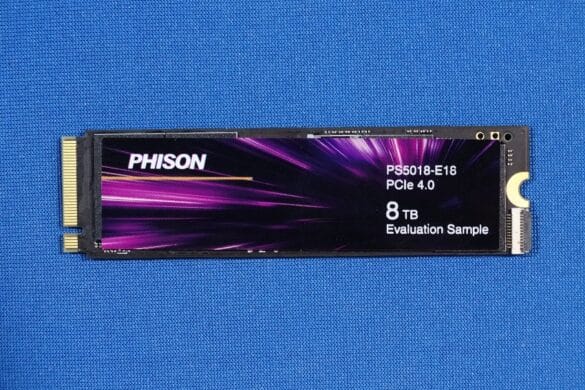 PHISON
PS5018-E18
PCIe 4.0
8 TB
Evaluation Sample